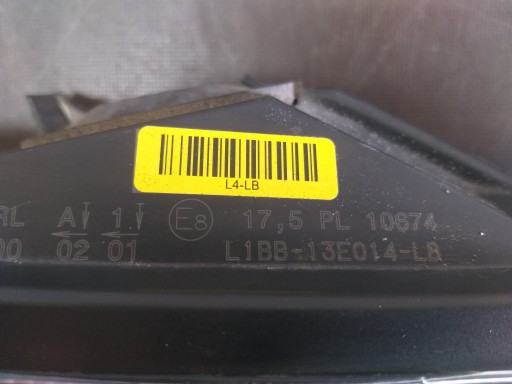 L4-LB
RL A 1 E8 17,5 PL 10674
00 02 01 L1BB-13E014-LB